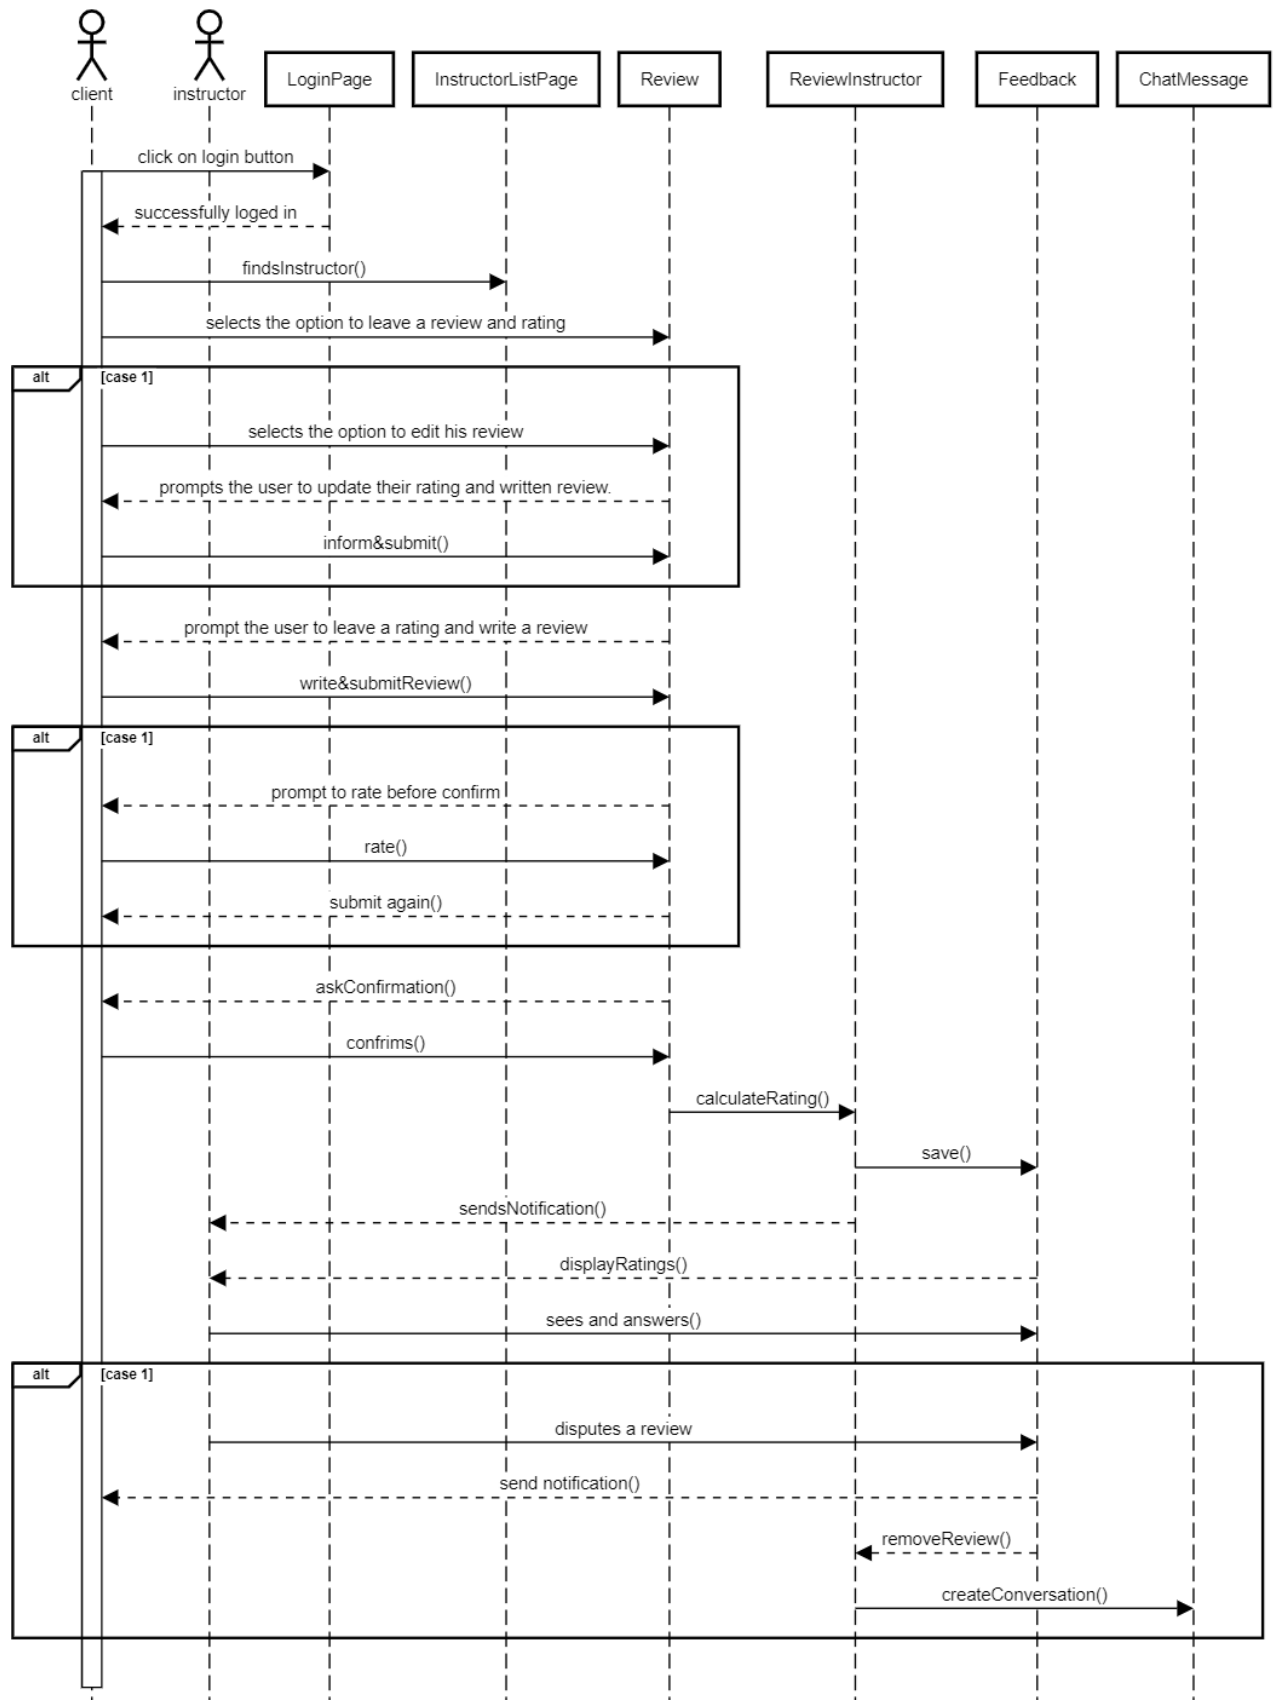 client
instructor
LoginPage
InstructorListPage
Review
ReviewInstructor
Feedback
ChatMessage
click on login button
successfully loged in
findsInstructor()
selects the option to leave a review and rating
alt
[case 1]
selects the option to edit his review
prompts the user to update their rating and written review.
inform&submit()
prompt the user to leave a rating and write a review
write&submitReview()
alt
[case 1]
prompt to rate before confirm
rate()
submit again()
askConfirmation()
confrims()
calculateRating()
save()
sendsNotification()
displayRatings()
sees and answers()
alt
[case 1]
disputes a review
send notification()
removeReview()
createConversation()